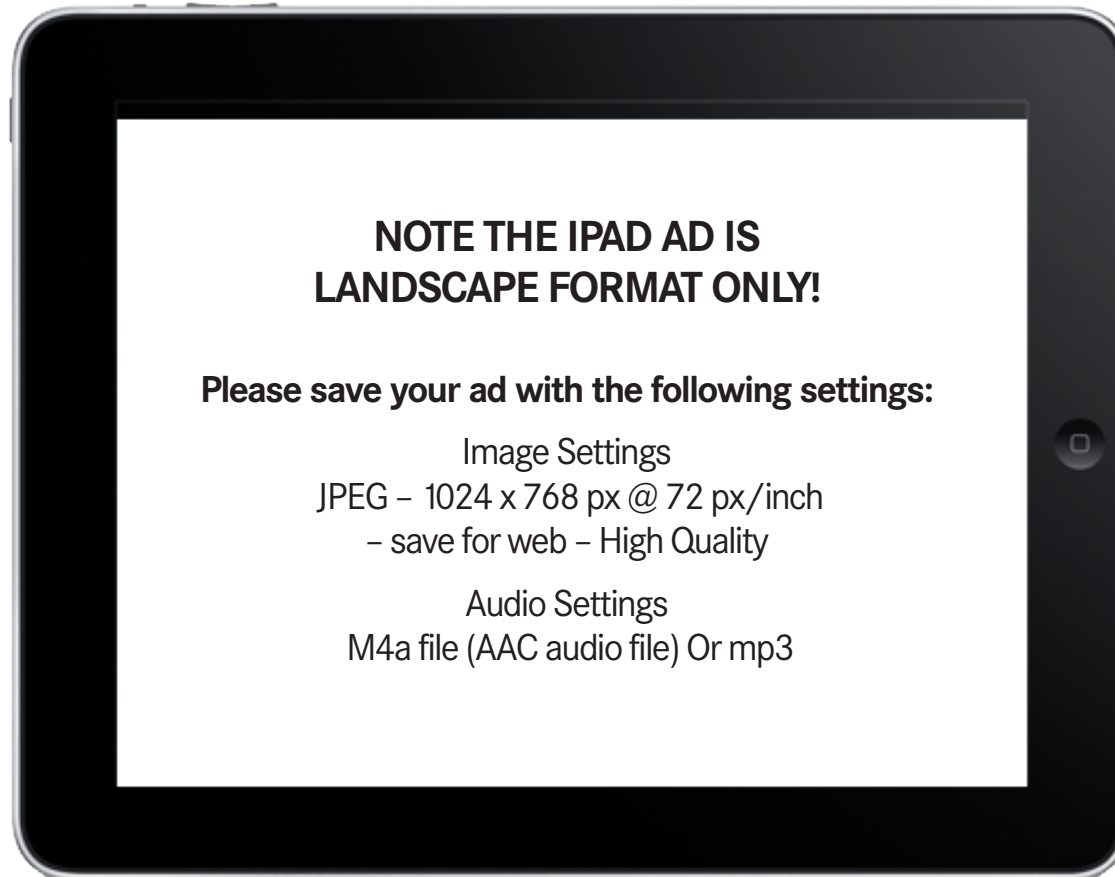 NOTE THE IPAD AD IS
LANDSCAPE FORMAT ONLY!
Please save your ad with the following settings:
Image Settings
JPEG – 1024 x 768 px @ 72 px/inch
– save for web – High Quality
Audio Settings
M4a file (AAC audio file) Or mp3